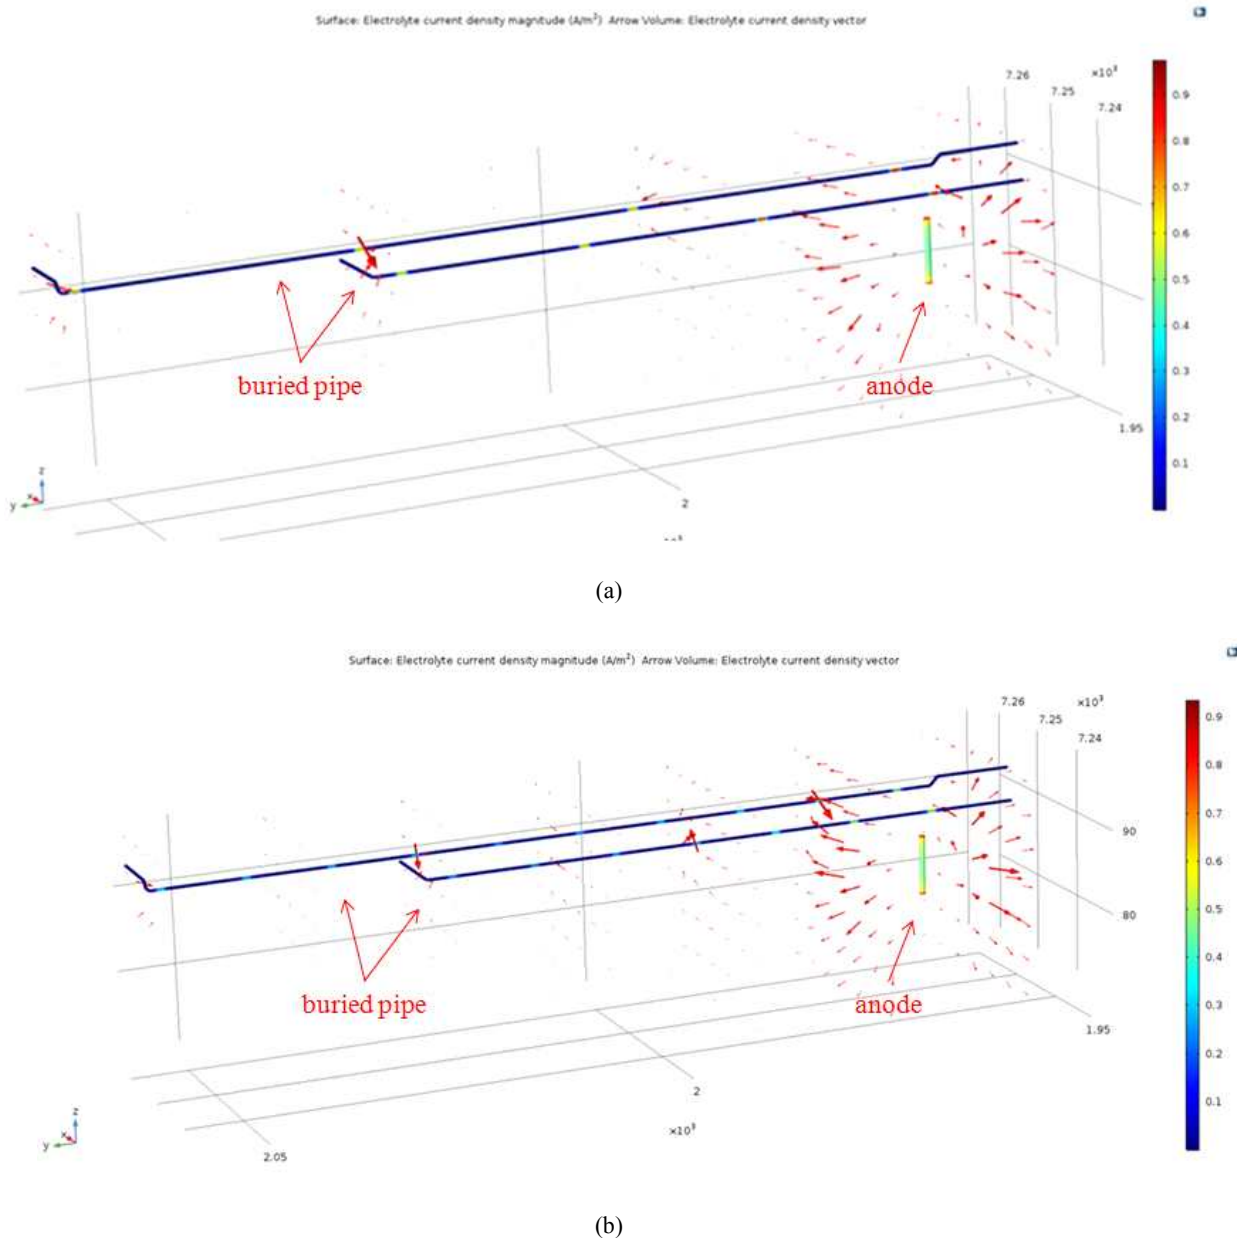 Surface: Electrolyte current density magnitude (A/m²) Arrow Volume: Electrolyte current density vector
×10³
7.26
7.25
7.24
0.9
0.8
0.7
0.6
0.5
0.4
0.3
0.2
0.1
buried pipe
anode
1.95
2
z
y
x
(a)
Surface: Electrolyte current density magnitude (A/m²) Arrow Volume: Electrolyte current density vector
×10³
7.26
7.25
7.24
0.9
0.8
0.7
0.6
0.5
0.4
0.3
0.2
0.1
90
80
buried pipe
anode
1.95
2
×10³
2.05
z
y
x
(b)